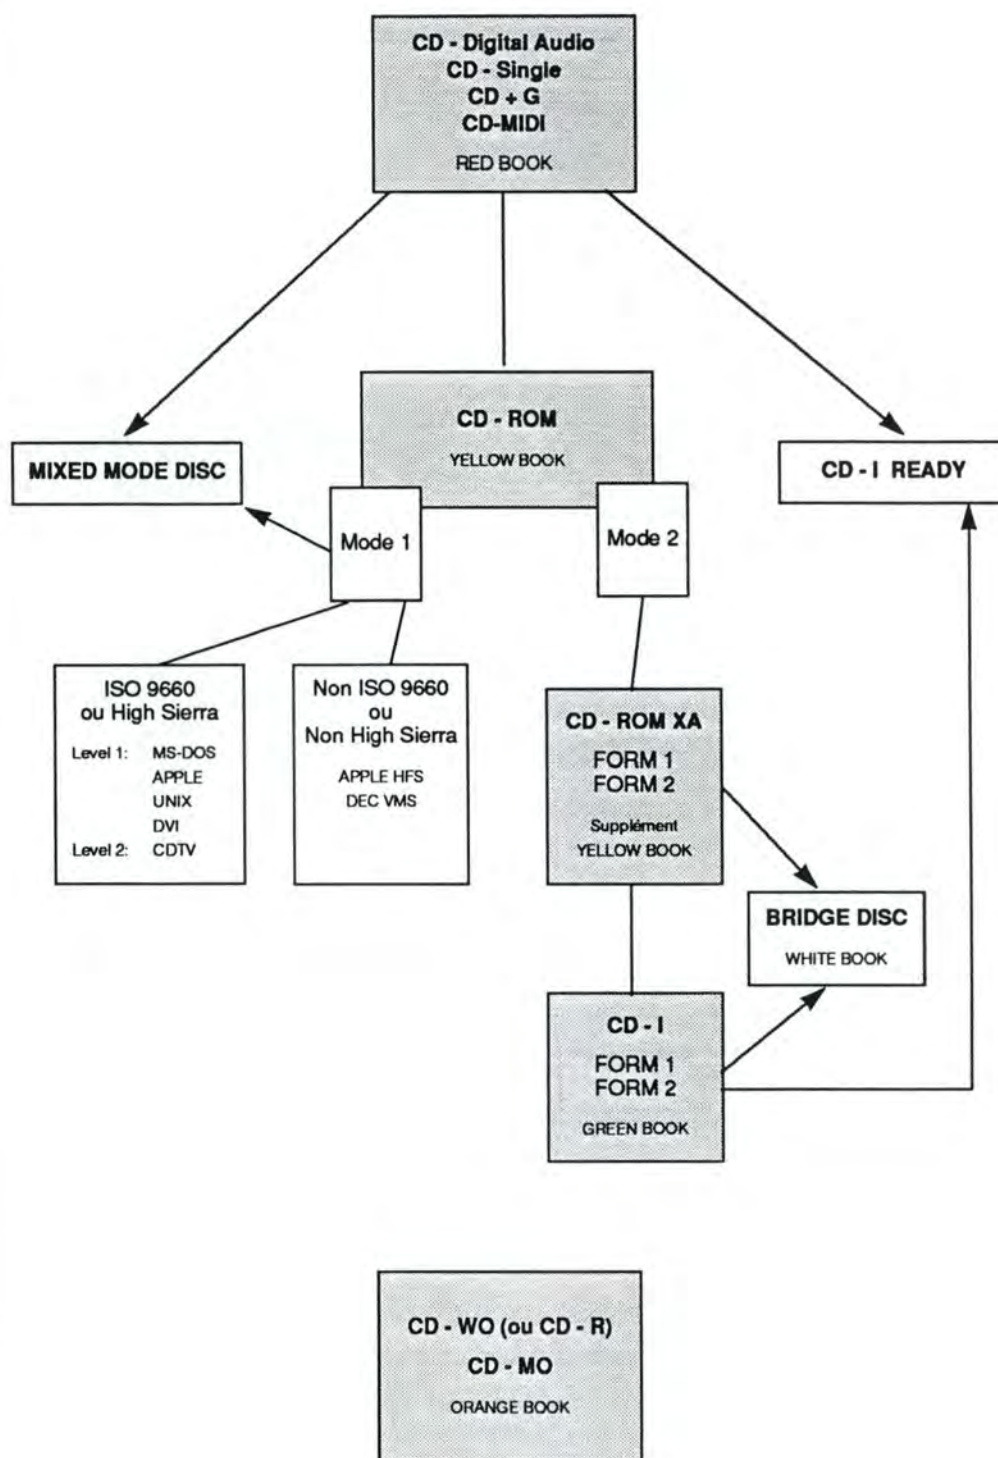 CD - Digital Audio
CD - Single
CD + G
CD-MIDI
RED BOOK
CD - ROM
YELLOW BOOK
MIXED MODE DISC
CD - I READY
Mode 1
Mode 2
ISO 9660
ou High Sierra
Level 1: MS-DOS
APPLE
UNIX
DVI
Level 2: CDTV
Non ISO 9660
ou
Non High Sierra
APPLE HFS
DEC VMS
CD - ROM XA
FORM 1
FORM 2
Supplément
YELLOW BOOK
BRIDGE DISC
WHITE BOOK
CD - I
FORM 1
FORM 2
GREEN BOOK
CD - WO (ou CD - R)
CD - MO
ORANGE BOOK